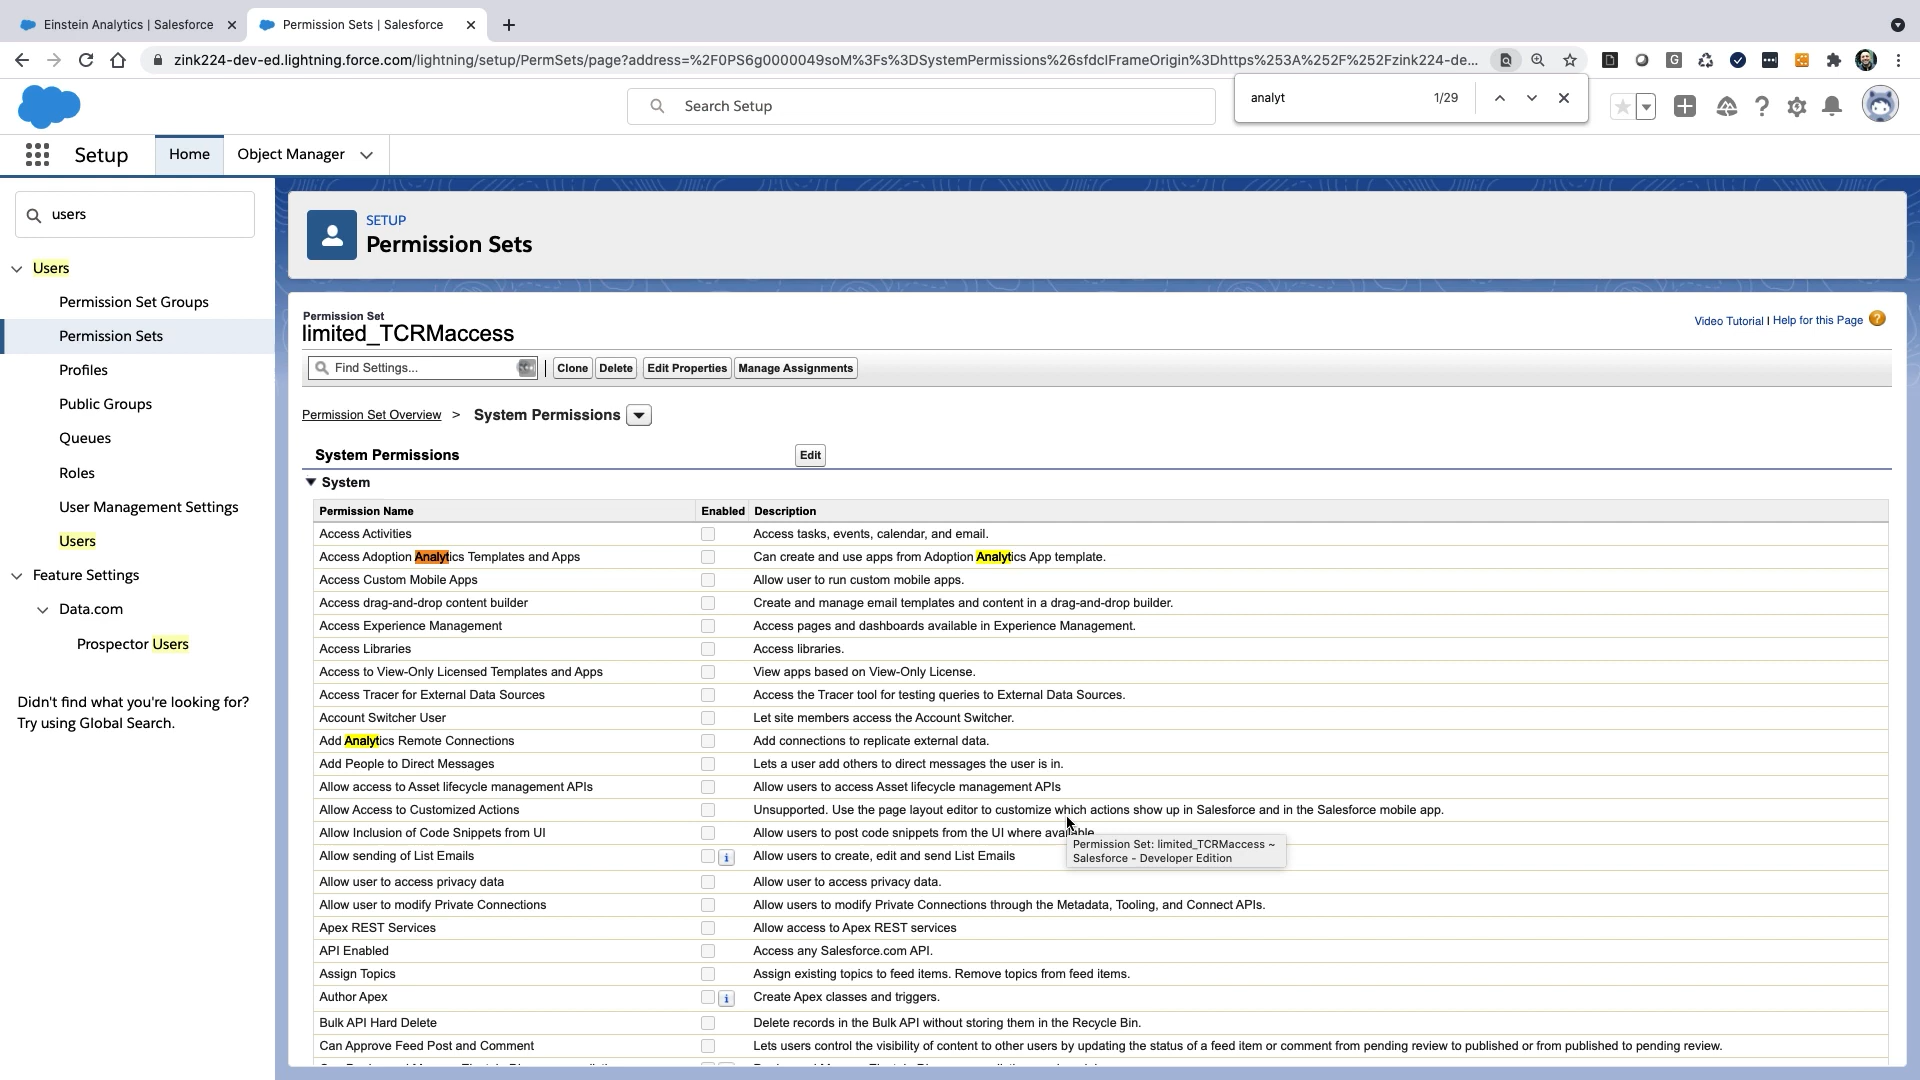 Einstein Analytics | Salesforce
Permission Sets | Salesforce
zink224-dev-ed.lightning.force.com/lightning/setup/PermSets/page?address=%2F0PS6g0000049soM%3Fs%3DSystemPermissions%26sfdcIFrameOrigin%3Dhttps%253A%252F%252Fzink224-de...
analyt 1/29
Search Setup
Setup
Home
Object Manager
users
Users
Permission Set Groups
Permission Sets
Profiles
Public Groups
Queues
Roles
User Management Settings
Users
Feature Settings
Data.com
Prospector Users
Didn't find what you're looking for?
Try using Global Search.
SETUP
Permission Sets
Permission Set
limited_TCRMaccess
Video Tutorial | Help for this Page
Find Settings... | Clone Delete Edit Properties Manage Assignments
Permission Set Overview > System Permissions
System Permissions Edit
System
Permission Name Enabled Description
Access Activities Access tasks, events, calendar, and email.
Access Adoption Analytics Templates and Apps Can create and use apps from Adoption Analytics App template.
Access Custom Mobile Apps Allow user to run custom mobile apps.
Access drag-and-drop content builder Create and manage email templates and content in a drag-and-drop builder.
Access Experience Management Access pages and dashboards available in Experience Management.
Access Libraries Access libraries.
Access to View-Only Licensed Templates and Apps View apps based on View-Only License.
Access Tracer for External Data Sources Access the Tracer tool for testing queries to External Data Sources.
Account Switcher User Let site members access the Account Switcher.
Add Analytics Remote Connections Add connections to replicate external data.
Add People to Direct Messages Lets a user add others to direct messages the user is in.
Allow access to Asset lifecycle management APIs Allow users to access Asset lifecycle management APIs
Allow Access to Customized Actions Unsupported. Use the page layout editor to customize which actions show up in Salesforce and in the Salesforce mobile app.
Allow Inclusion of Code Snippets from UI Allow users to post code snippets from the UI where available
Permission Set: limited_TCRMaccess ~
Salesforce - Developer Edition
Allow sending of List Emails Allow users to create, edit and send List Emails
Allow user to access privacy data Allow user to access privacy data.
Allow user to modify Private Connections Allow users to modify Private Connections through the Metadata, Tooling, and Connect APIs.
Apex REST Services Allow access to Apex REST services
API Enabled Access any Salesforce.com API.
Assign Topics Assign existing topics to feed items. Remove topics from feed items.
Author Apex Create Apex classes and triggers.
Bulk API Hard Delete Delete records in the Bulk API without storing them in the Recycle Bin.
Can Approve Feed Post and Comment Lets users control the visibility of content to other users by updating the status of a feed item or comment from pending review to published or from published to pending review.